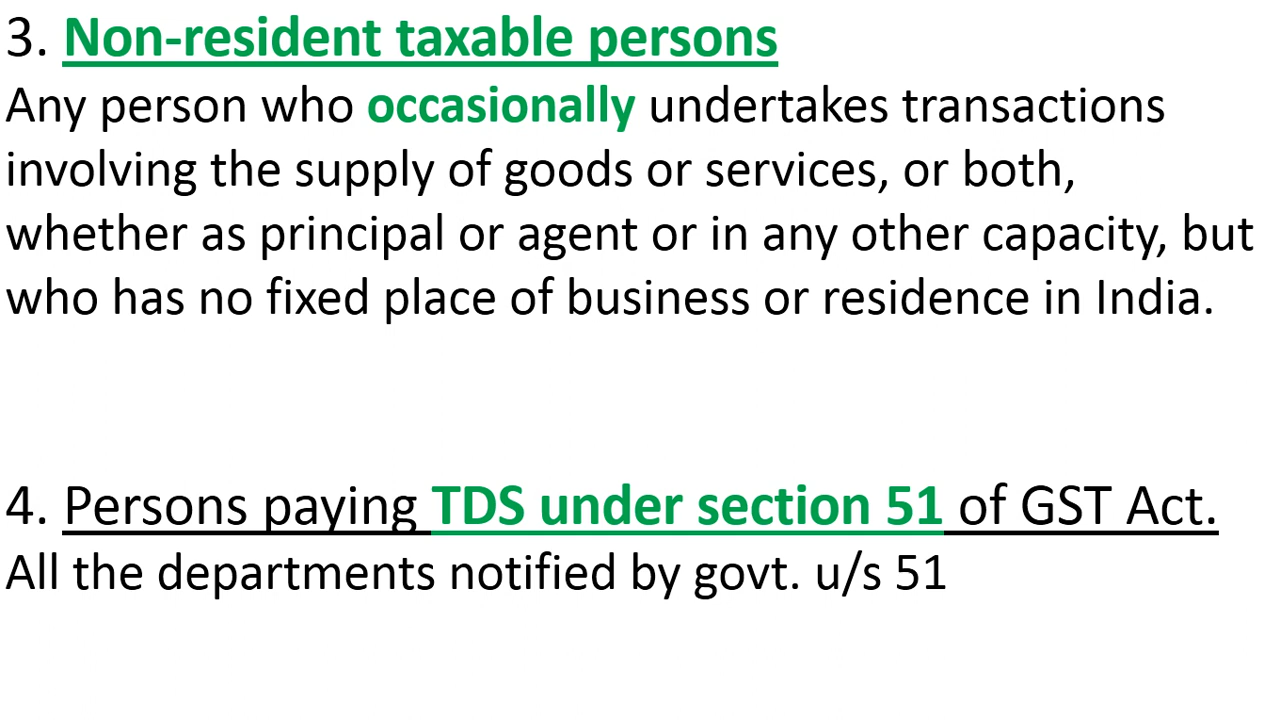 3. Non-resident taxable persons
Any person who occasionally undertakes transactions
involving the supply of goods or services, or both,
whether as principal or agent or in any other capacity, but
who has no fixed place of business or residence in India.
4. Persons paying TDS under section 51 of GST Act.
All the departments notified by govt. u/s 51